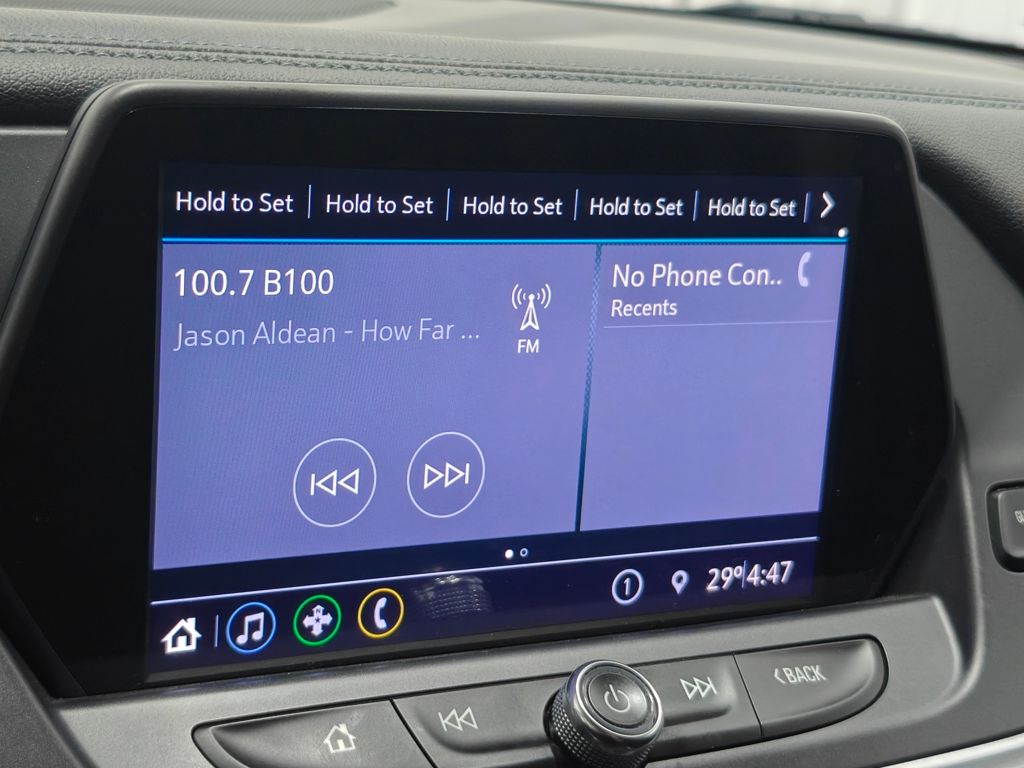 Hold to Set Hold to Set Hold to Set Hold to Set Hold to Set
100.7 B100
Jason Aldean - How Far ...
FM
No Phone Con..
Recents
1
29° 4:47
BACK